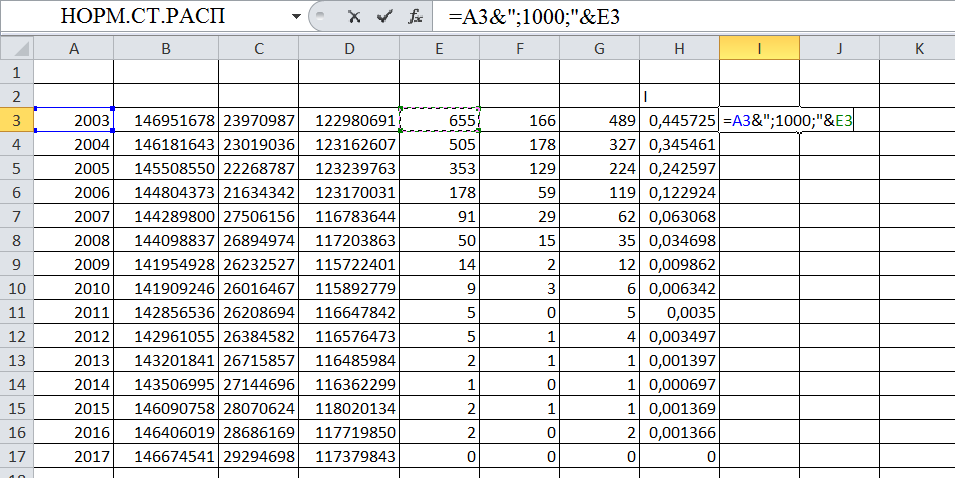 НОРМ.СТ.РАСП fx =A3&";1000;"&E3
A B C D E F G H I J K
1
2 I
3 2003 146951678 23970987 122980691 655 166 489 0,445725 =A3&";1000;"&E3
4 2004 146181643 23019036 123162607 505 178 327 0,345461
5 2005 145508550 22268787 123239763 353 129 224 0,242597
6 2006 144804373 21634342 123170031 178 59 119 0,122924
7 2007 144289800 27506156 116783644 91 29 62 0,063068
8 2008 144098837 26894974 117203863 50 15 35 0,034698
9 2009 141954928 26232527 115722401 14 2 12 0,009862
10 2010 141909246 26016467 115892779 9 3 6 0,006342
11 2011 142856536 26208694 116647842 5 0 5 0,0035
12 2012 142961055 26384582 116576473 5 1 4 0,003497
13 2013 143201841 26715857 116485984 2 1 1 0,001397
14 2014 143506995 27144696 116362299 1 0 1 0,000697
15 2015 146090758 28070624 118020134 2 1 1 0,001369
16 2016 146406019 28686169 117719850 2 0 2 0,001366
17 2017 146674541 29294698 117379843 0 0 0 0